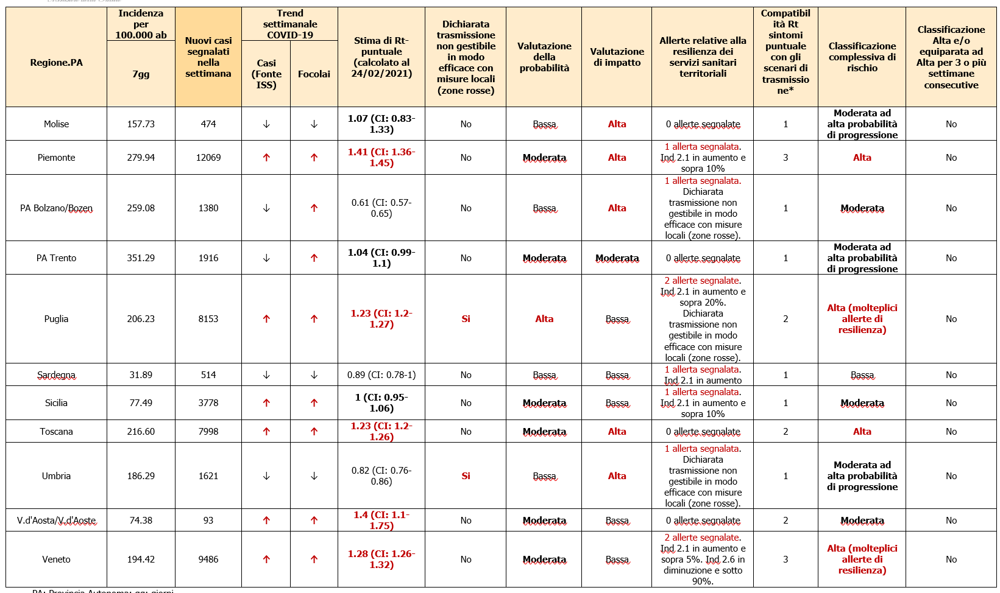 Regione.PA
Incidenza
per
100.000 ab
7gg
Nuovi casi
segnalati
nella
settimana
Trend
settimanale
COVID-19
Casi
(Fonte
ISS)
Focolai
Stima di Rt-
puntuale
(calcolato al
24/02/2021)
Dichiarata
trasmissione
non gestibile
in modo
efficace con
misure locali
(zone rosse)
Valutazione
della
probabilità
Valutazione
di impatto
Allerte relative alla
resilienza dei
servizi sanitari
territoriali
Compatibil
ità Rt
sintomi
puntuale
con gli
scenari di
trasmissio
ne*
Classificazione
complessiva di
rischio
Classificazione
Alta e/o
equiparata ad
Alta per 3 o più
settimane
consecutive
Molise
157.73
474
↓
↓
1.07 (CI: 0.83-
1.33)
No
Bassa
Alta
0 allerte segnalate
1
Moderata ad
alta probabilità
di progressione
No
Piemonte
279.94
12069
↑
↑
1.41 (CI: 1.36-
1.45)
No
Moderata
Alta
1 allerta segnalata.
Ind 2.1 in aumento e
sopra 10%
3
Alta
No
PA Bolzano/Bozen
259.08
1380
↓
↑
0.61 (CI: 0.57-
0.65)
No
Bassa
Alta
1 allerta segnalata.
Dichiarata
trasmissione non
gestibile in modo
efficace con misure
locali (zone rosse).
1
Moderata
No
PA Trento
351.29
1916
↓
↑
1.04 (CI: 0.99-
1.1)
No
Moderata
Moderata
0 allerte segnalate
1
Moderata ad
alta probabilità
di progressione
No
Puglia
206.23
8153
↑
↑
1.23 (CI: 1.2-
1.27)
Si
Alta
Bassa
2 allerte segnalate.
Ind 2.1 in aumento e
sopra 20%.
Dichiarata
trasmissione non
gestibile in modo
efficace con misure
locali (zone rosse).
2
Alta (molteplici
allerte di
resilienza)
No
Sardegna
31.89
514
↓
↓
0.89 (CI: 0.78-1)
No
Bassa
Bassa
1 allerta segnalata.
Ind 2.1 in aumento
1
Bassa
No
Sicilia
77.49
3778
↑
↑
1 (CI: 0.95-
1.06)
No
Moderata
Bassa
1 allerta segnalata.
Ind 2.1 in aumento e
sopra 10%
1
Moderata
No
Toscana
216.60
7998
↑
↑
1.23 (CI: 1.2-
1.26)
No
Moderata
Alta
0 allerte segnalate
2
Alta
No
Umbria
186.29
1621
↓
↓
0.82 (CI: 0.76-
0.86)
Si
Bassa
Alta
1 allerta segnalata.
Dichiarata
trasmissione non
gestibile in modo
efficace con misure
locali (zone rosse).
1
Moderata ad
alta probabilità
di progressione
No
V.d'Aosta/V.d'Aoste
74.38
93
↑
↑
1.4 (CI: 1.1-
1.75)
No
Moderata
Bassa
0 allerte segnalate
2
Moderata
No
Veneto
194.42
9486
↑
↑
1.28 (CI: 1.26-
1.32)
No
Moderata
Bassa
2 allerte segnalate.
Ind 2.1 in aumento e
sopra 5%. Ind 2.6 in
diminuzione e sotto
90%.
3
Alta (molteplici
allerte di
resilienza)
No
PA: Provincia Autonoma; gg: giorni